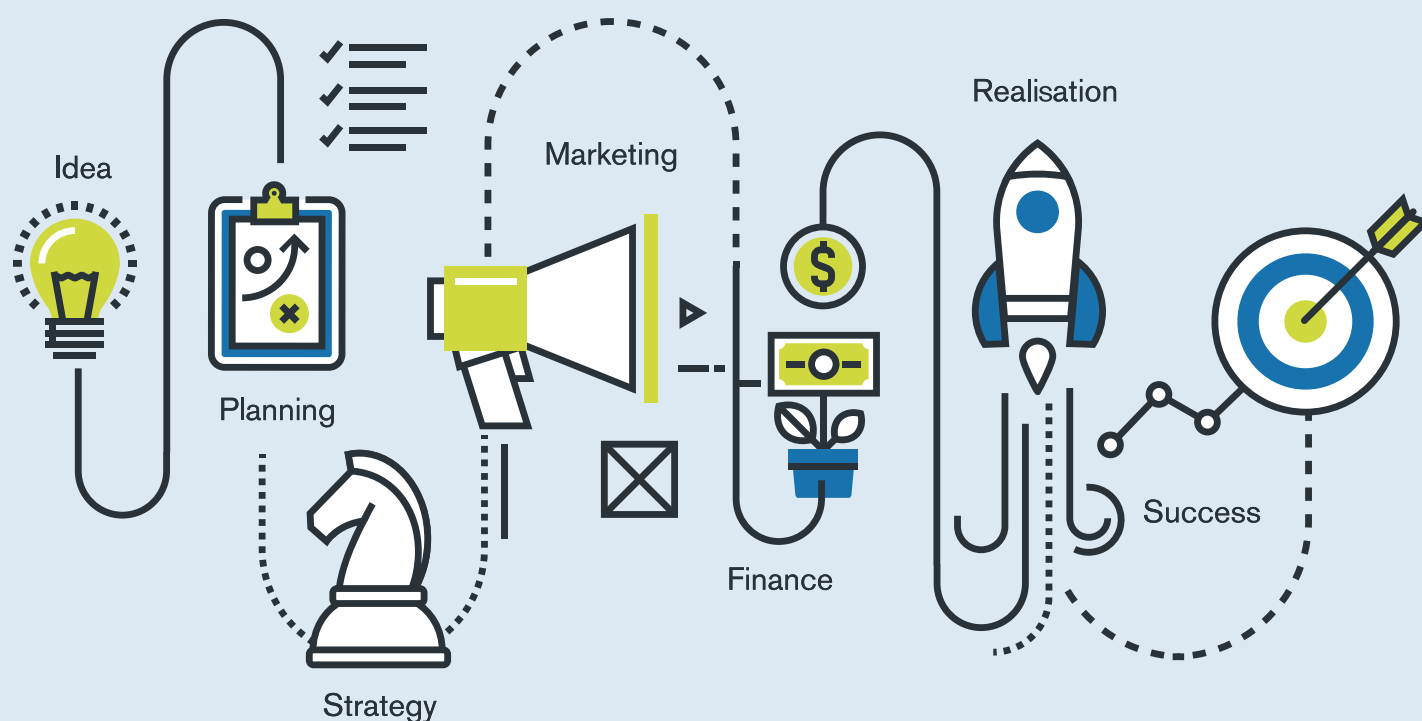 Idea
Planning
Strategy
Marketing
$
Finance
Realisation
Success